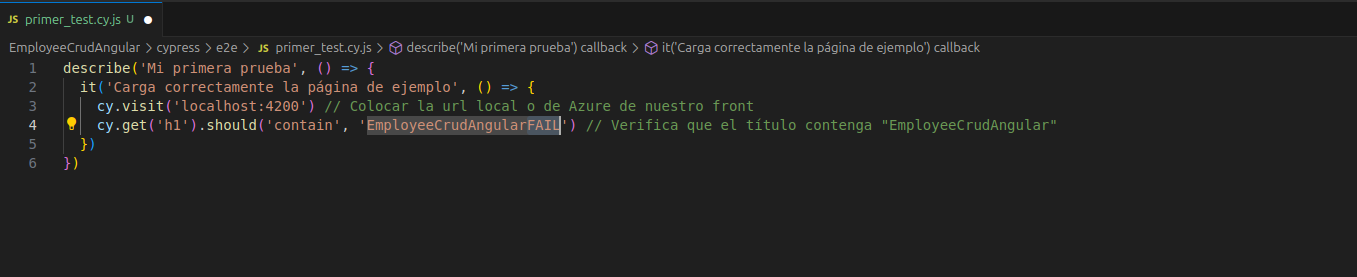 JS primer_test.cy.js U
EmployeeCrudAngular > cypress > e2e > JS primer_test.cy.js > describe('Mi primera prueba') callback > it('Carga correctamente la página de ejemplo') callback
1 describe('Mi primera prueba', () => {
2 it('Carga correctamente la página de ejemplo', () => {
3 cy.visit('localhost:4200') // Colocar la url local o de Azure de nuestro front
4 cy.get('h1').should('contain', 'EmployeeCrudAngularFAIL') // Verifica que el título contenga "EmployeeCrudAngular"
5 })
6 })